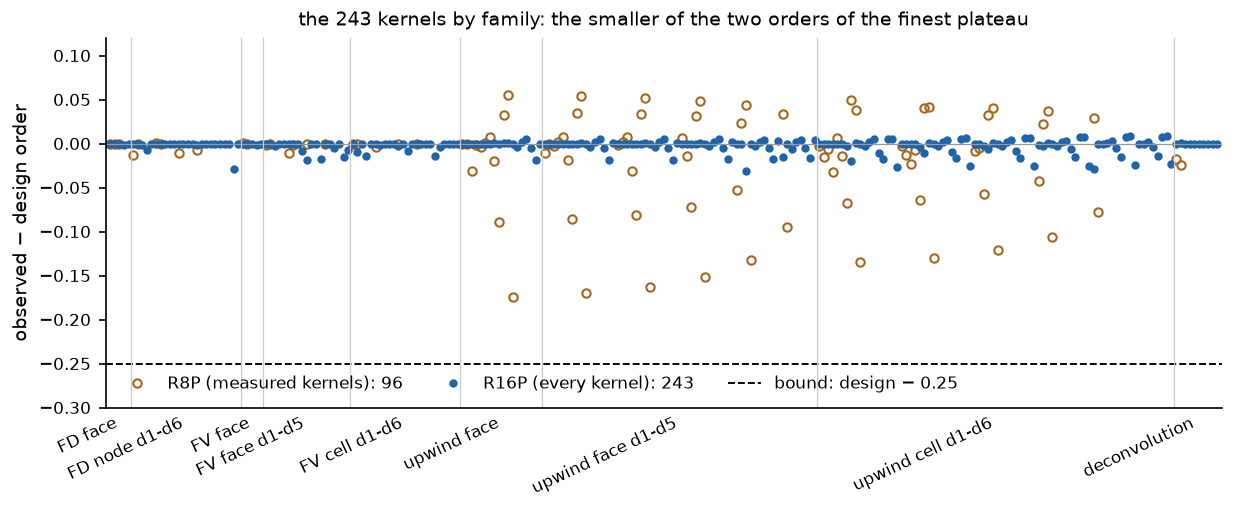 the 243 kernels by family: the smaller of the two orders of the finest plateau
observed − design order
0.10
0.05
0.00
−0.05
−0.10
−0.15
−0.20
−0.25
−0.30
R8P (measured kernels): 96
R16P (every kernel): 243
bound: design − 0.25
FD face
FD node d1-d6
FV face
FV face d1-d5
FV cell d1-d6
upwind face
upwind face d1-d5
upwind cell d1-d6
deconvolution